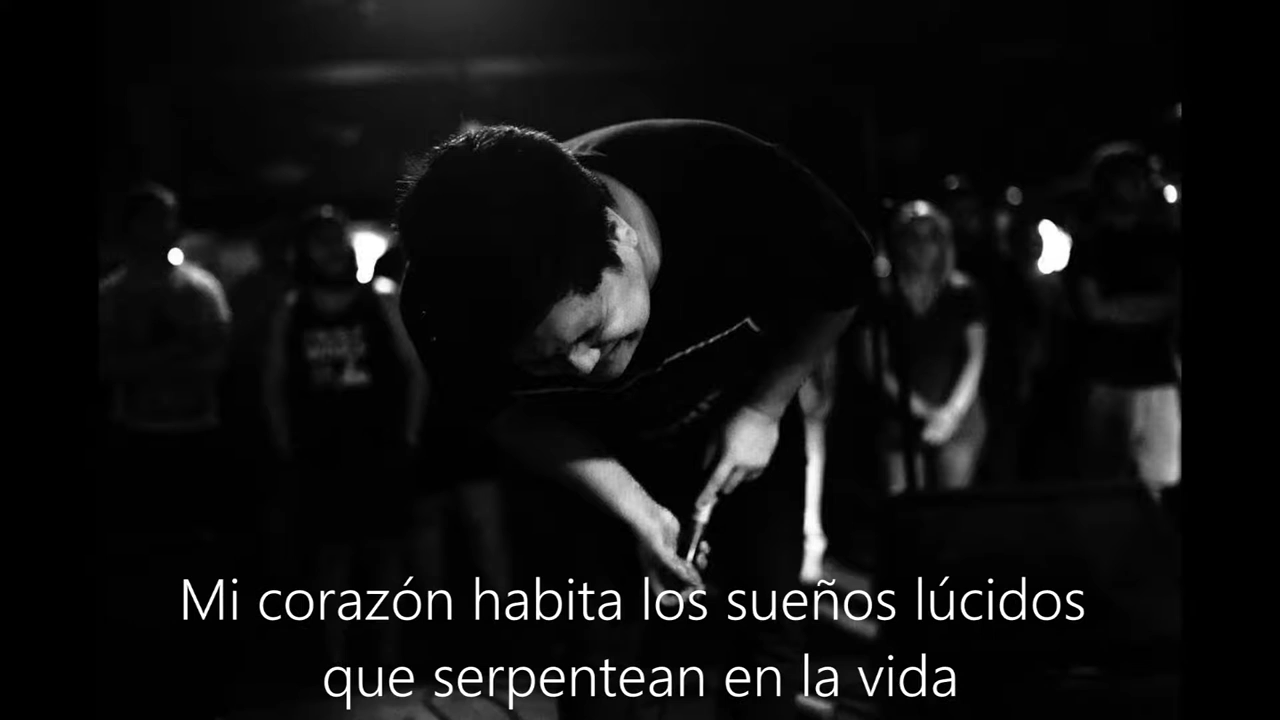 Mi corazón habita los sueños lúcidos
que serpentean en la vida